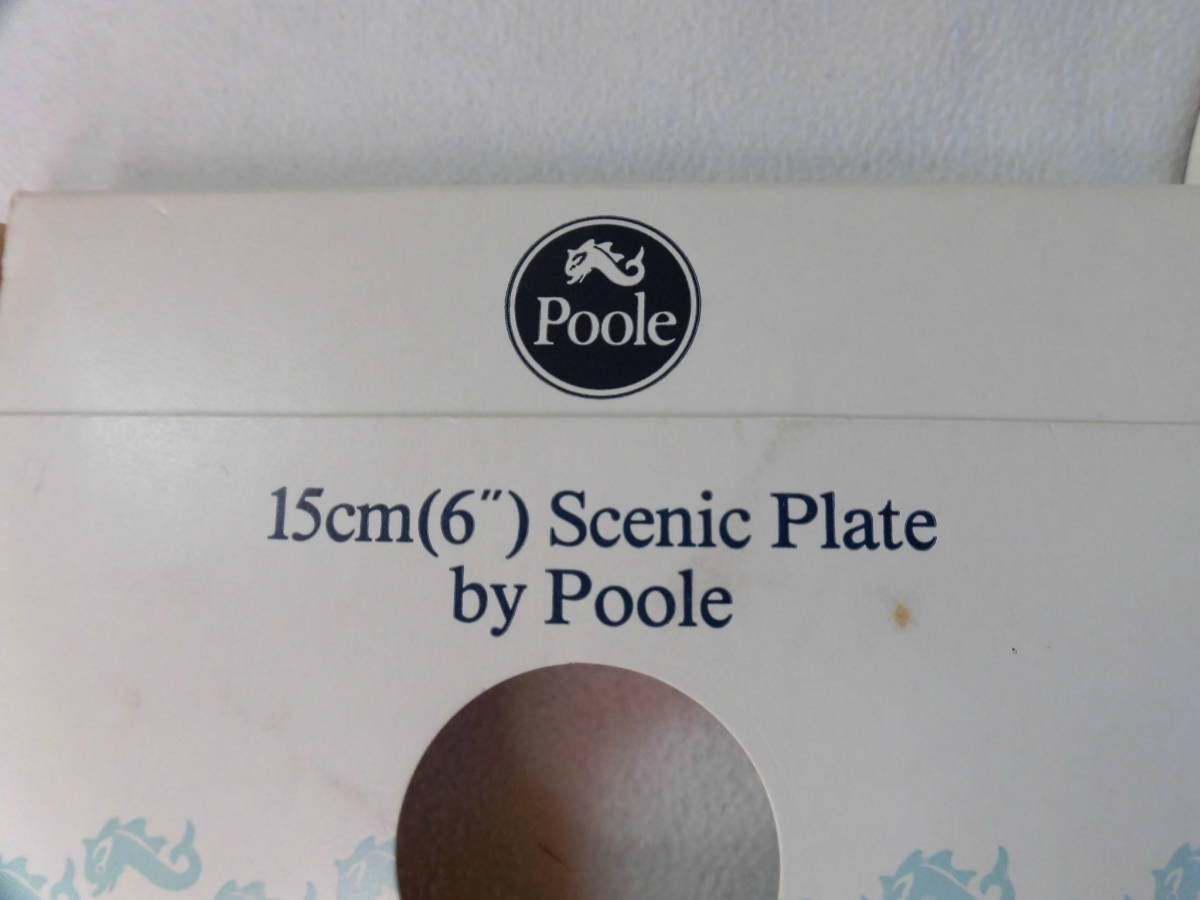 Poole
15cm(6″) Scenic Plate
by Poole